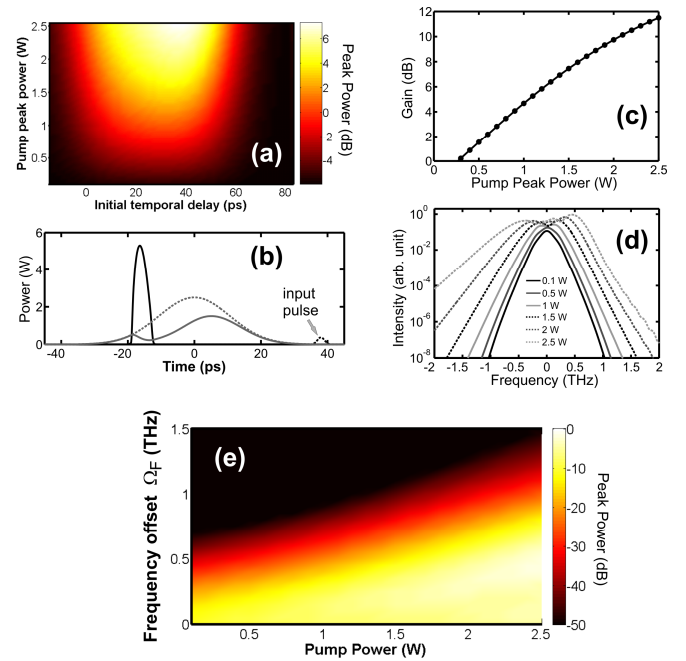 2.5
2
1.5
1
0.5
Pump peak power (W)
0 20 40 60 80
Initial temporal delay (ps)
(a)
6
4
2
0
-2
-4
Peak Power (dB)
12
10
8
6
4
2
0
Gain (dB)
0 0.5 1 1.5 2 2.5
Pump Peak Power (W)
(c)
6
4
2
0
Power (W)
-40 -20 0 20 40
Time (ps)
(b)
input
pulse
10^0
10^-2
10^-4
10^-6
10^-8
Intensity (arb. unit)
-2 -1.5 -1 -0.5 0 0.5 1 1.5 2
Frequency (THz)
(d)
0.1 W
0.5 W
1 W
1.5 W
2 W
2.5 W
1.5
1
0.5
0
Frequency offset Ω_F (THz)
0.5 1 1.5 2 2.5
Pump Power (W)
(e)
0
-10
-20
-30
-40
-50
Peak Power (dB)